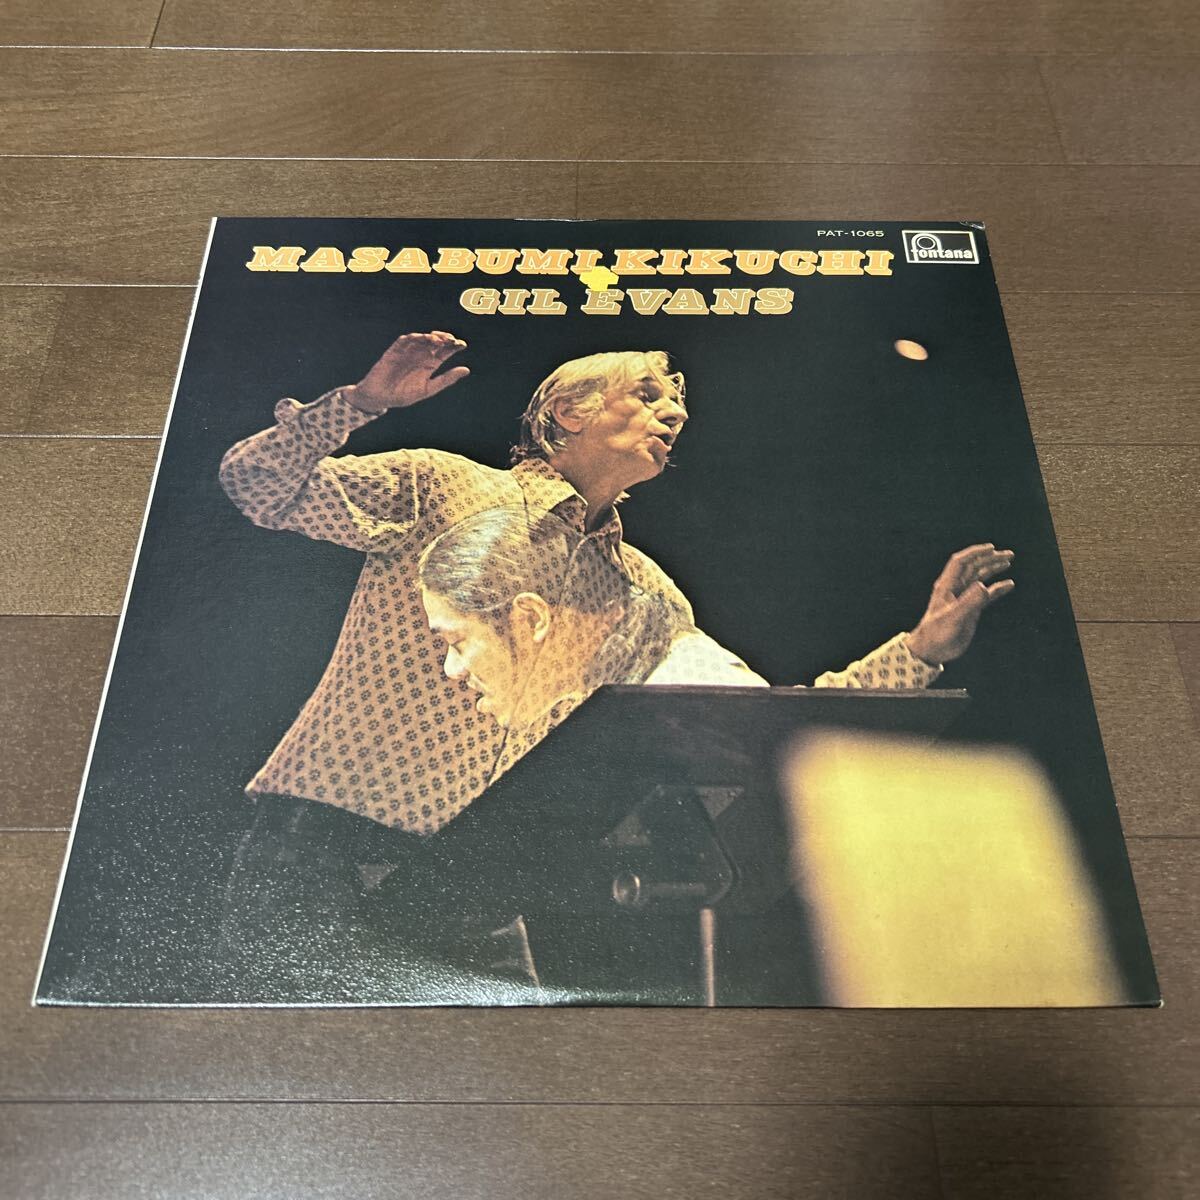 PAT-1065
fontana
MASABUMI KIKUCHI
+
GIL EVANS